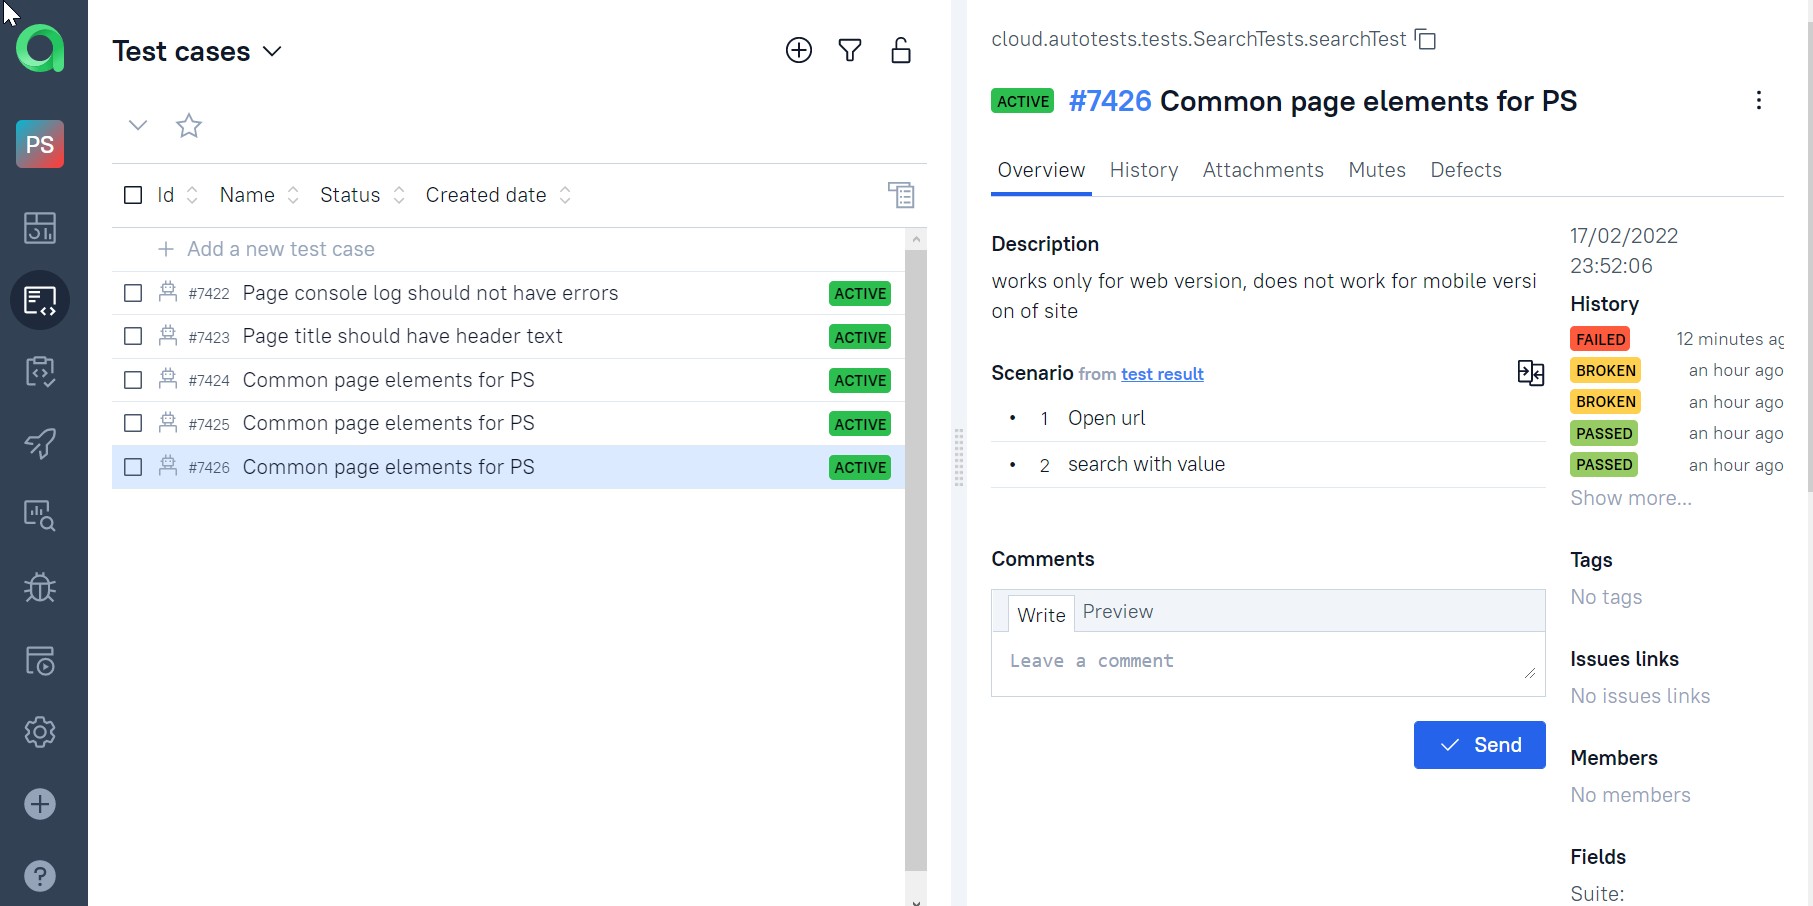 PS
Test cases
Id Name Status Created date
Add a new test case
#7422 Page console log should not have errors ACTIVE
#7423 Page title should have header text ACTIVE
#7424 Common page elements for PS ACTIVE
#7425 Common page elements for PS ACTIVE
#7426 Common page elements for PS ACTIVE
cloud.autotests.tests.SearchTests.searchTest
ACTIVE #7426 Common page elements for PS
Overview History Attachments Mutes Defects
Description
works only for web version, does not work for mobile versi
on of site
Scenario from test result
• 1 Open url
• 2 search with value
Comments
Write Preview
Leave a comment
Send
17/02/2022
23:52:06
History
FAILED 12 minutes ag
BROKEN an hour ago
BROKEN an hour ago
PASSED an hour ago
PASSED an hour ago
Show more...
Tags
No tags
Issues links
No issues links
Members
No members
Fields
Suite: